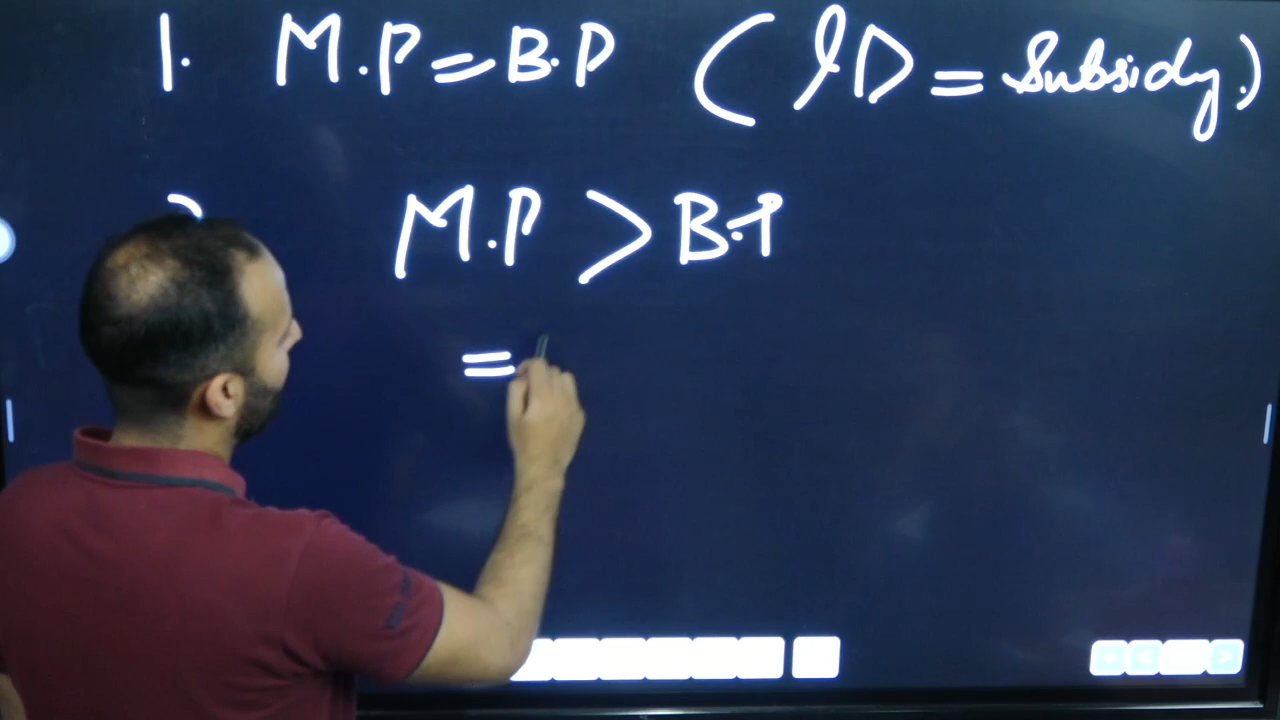 1. M.P = B.P (ID = Subsidy.)
M.P > B.P
=